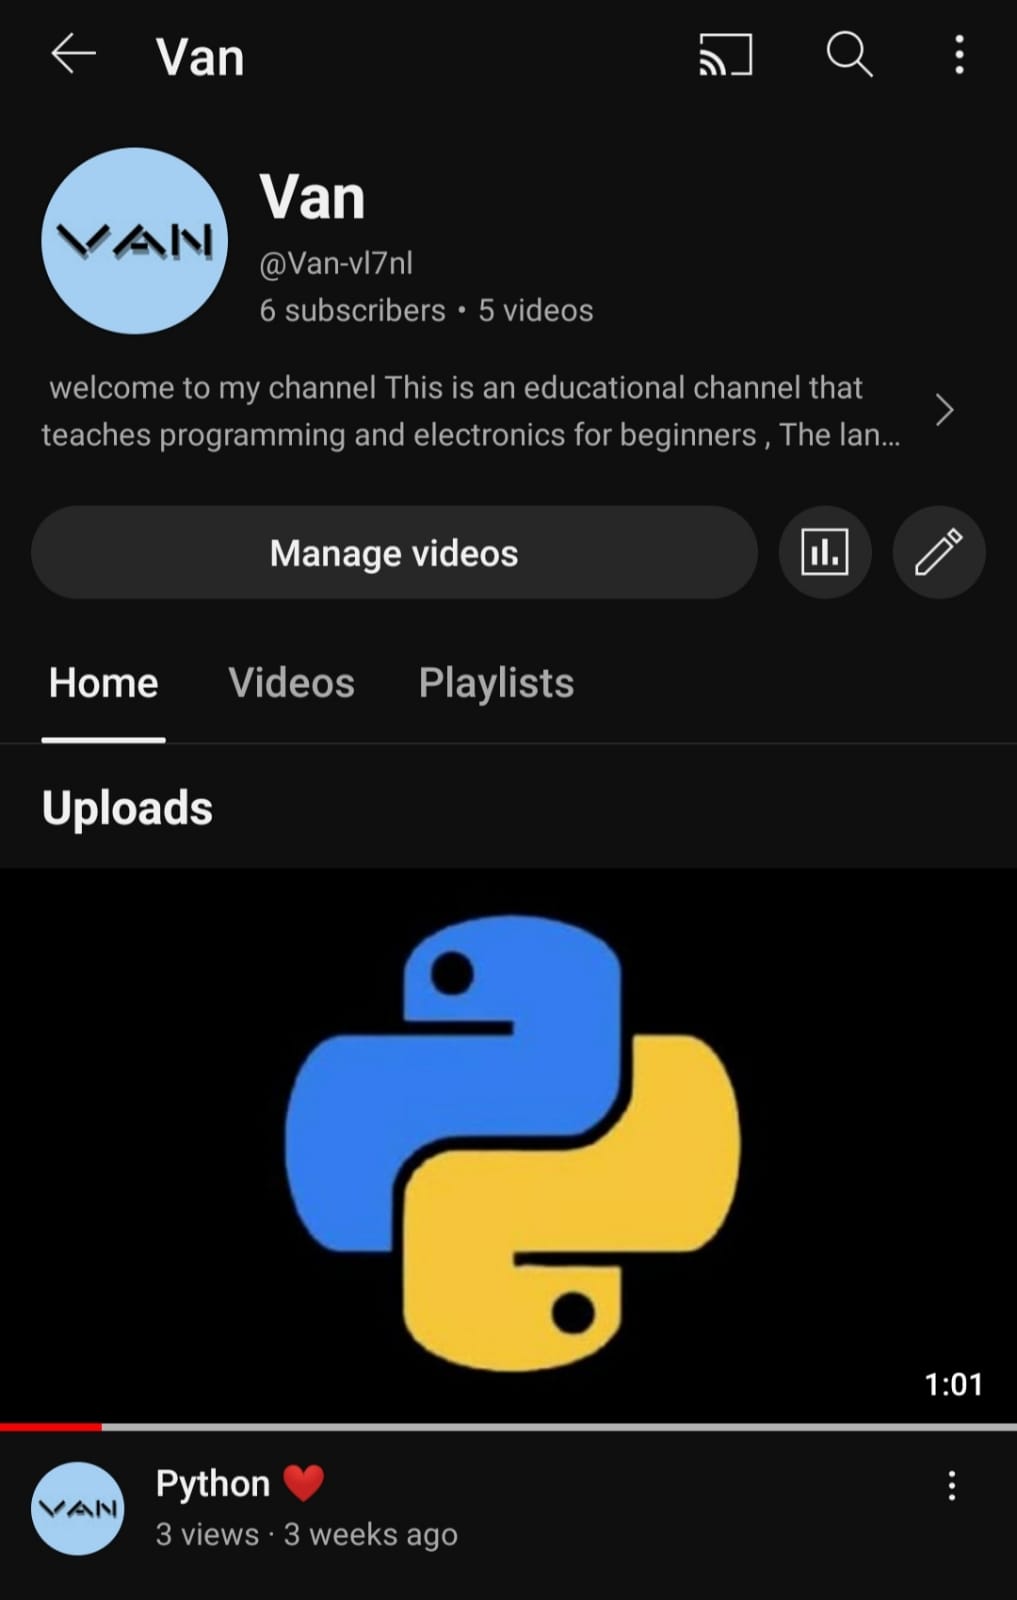 Van
VAN
Van
@Van-vl7nl
6 subscribers • 5 videos
welcome to my channel This is an educational channel that
teaches programming and electronics for beginners , The lan...
Manage videos
Home Videos Playlists
Uploads
1:01
VAN
Python ❤️
3 views · 3 weeks ago